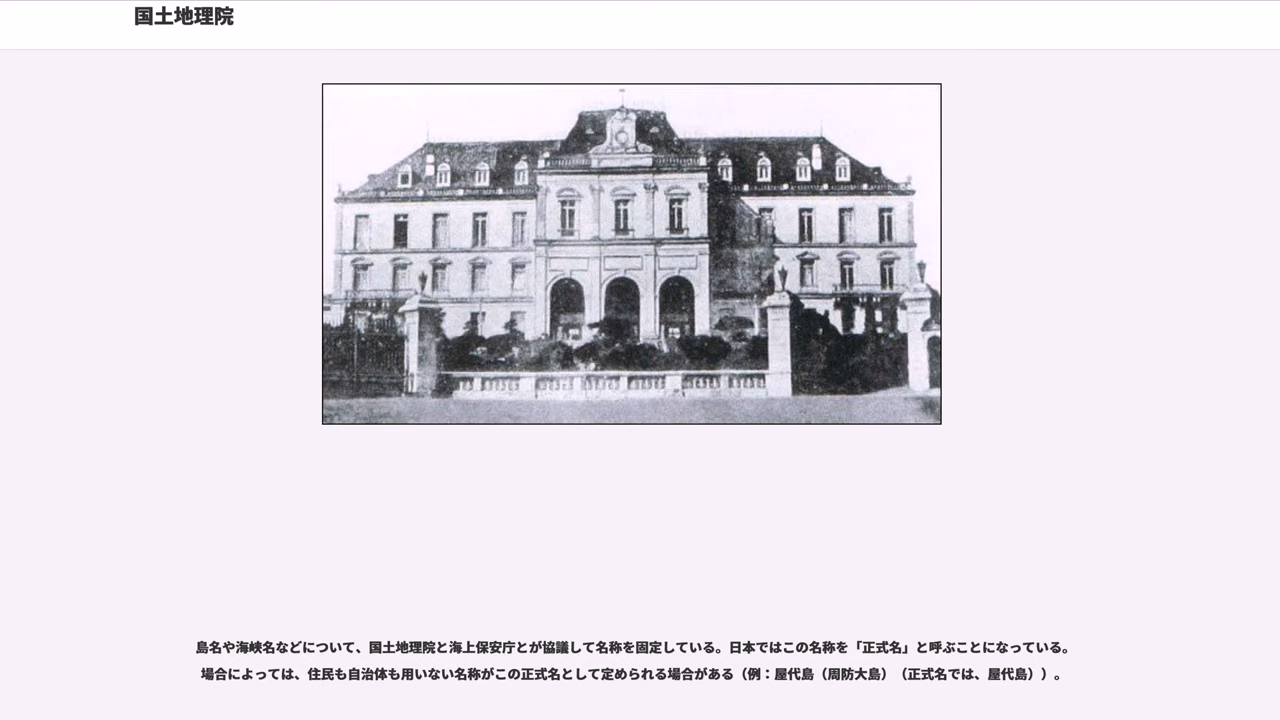 国土地理院
島名や海峡名などについて、国土地理院と海上保安庁とが協議して名称を固定している。日本ではこの名称を「正式名」と呼ぶことになっている。
場合によっては、住民も自治体も用いない名称がこの正式名として定められる場合がある（例：屋代島（周防大島）（正式名では、屋代島））。